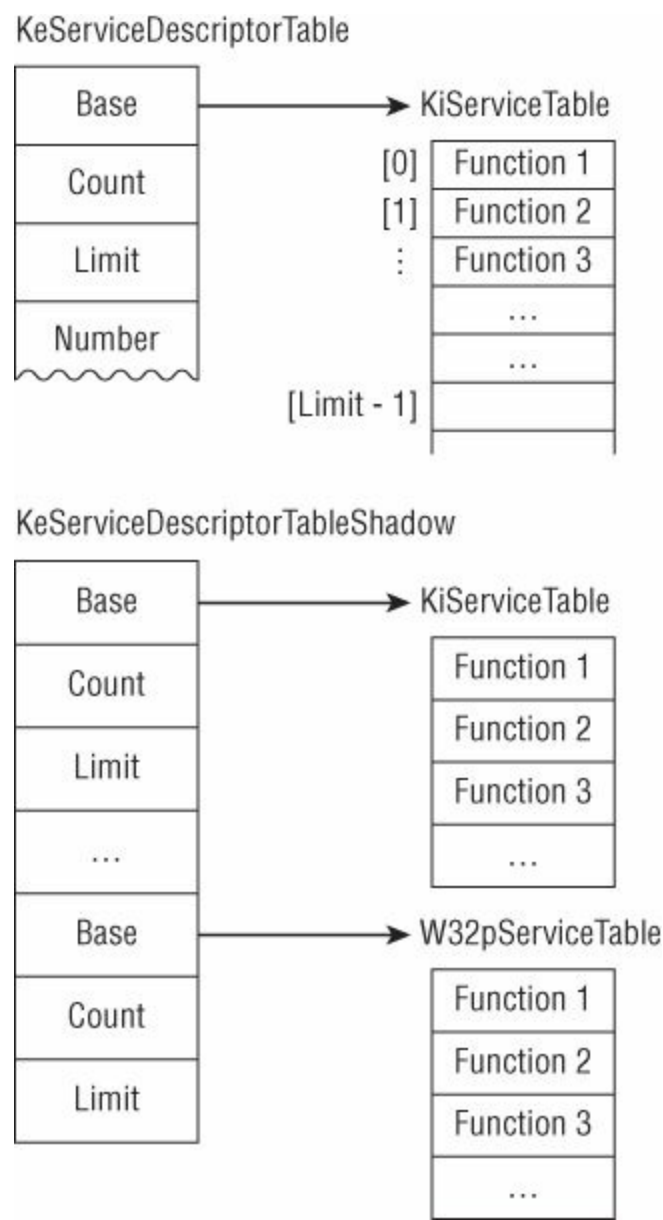 KeServiceDescriptorTable
Base
KiServiceTable
Count
[0] Function 1
[1] Function 2
Limit
⋮ Function 3
Number
...
...
[Limit - 1]
KeServiceDescriptorTableShadow
Base
KiServiceTable
Count
Function 1
Function 2
Limit
Function 3
...
...
Base
W32pServiceTable
Count
Function 1
Function 2
Limit
Function 3
...